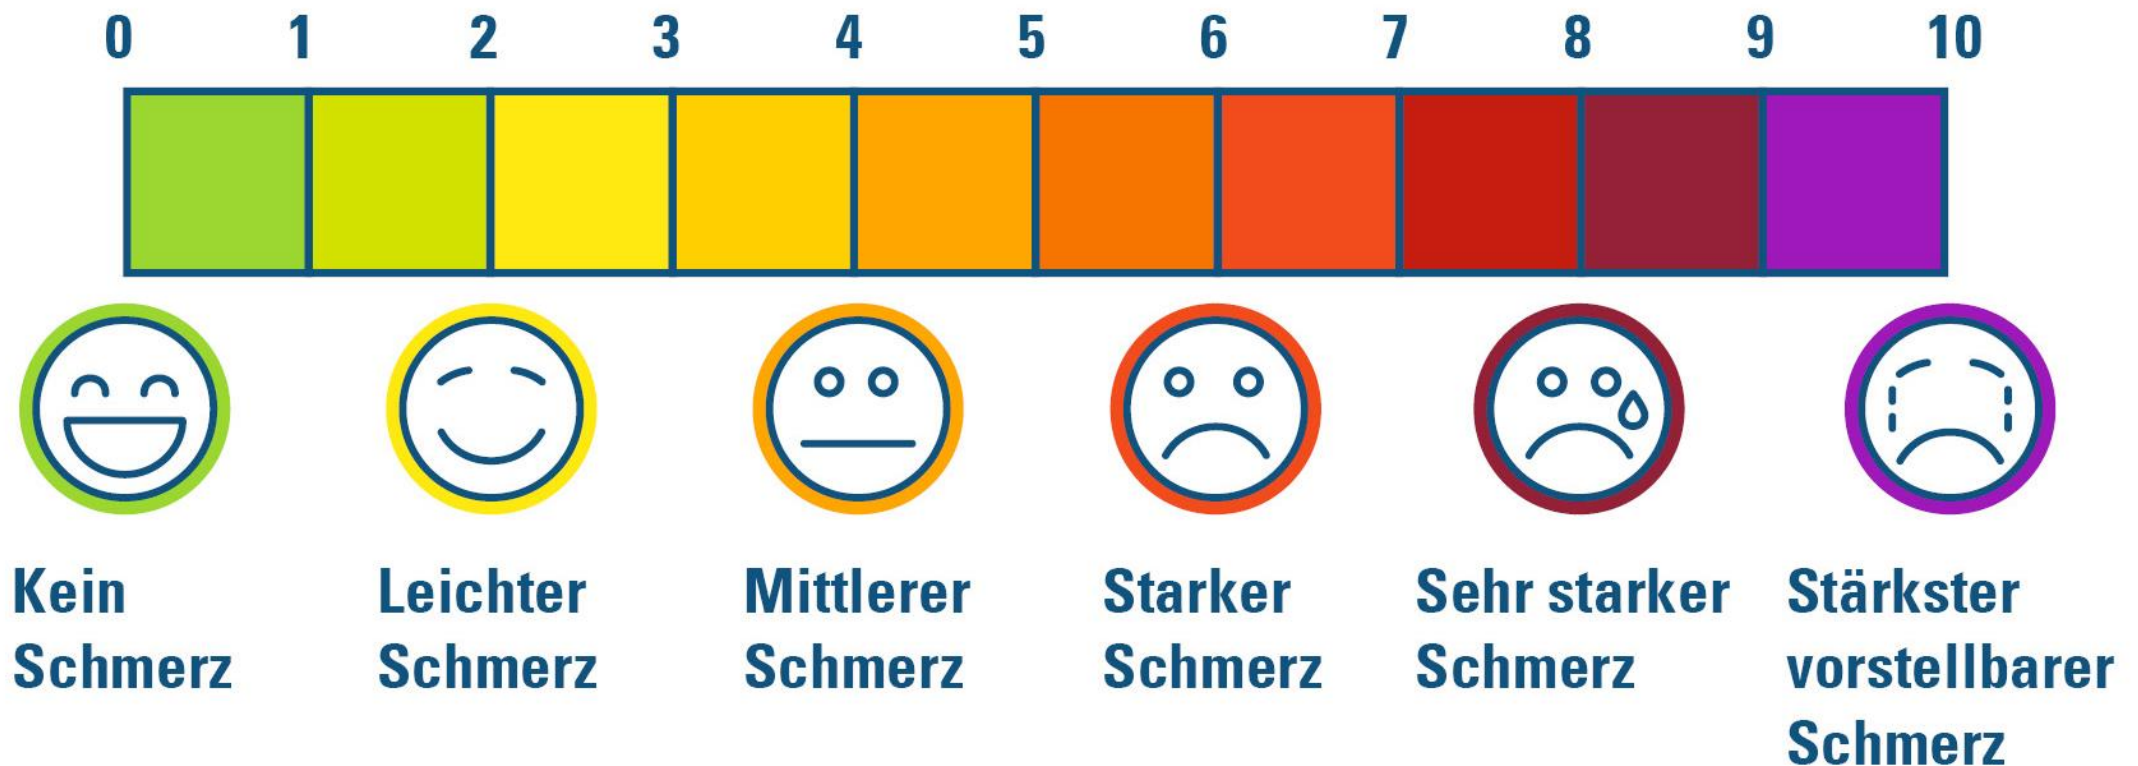 0 1 2 3 4 5 6 7 8 9 10
Kein
Schmerz
Leichter
Schmerz
Mittlerer
Schmerz
Starker
Schmerz
Sehr starker
Schmerz
Stärkster
vorstellbarer
Schmerz